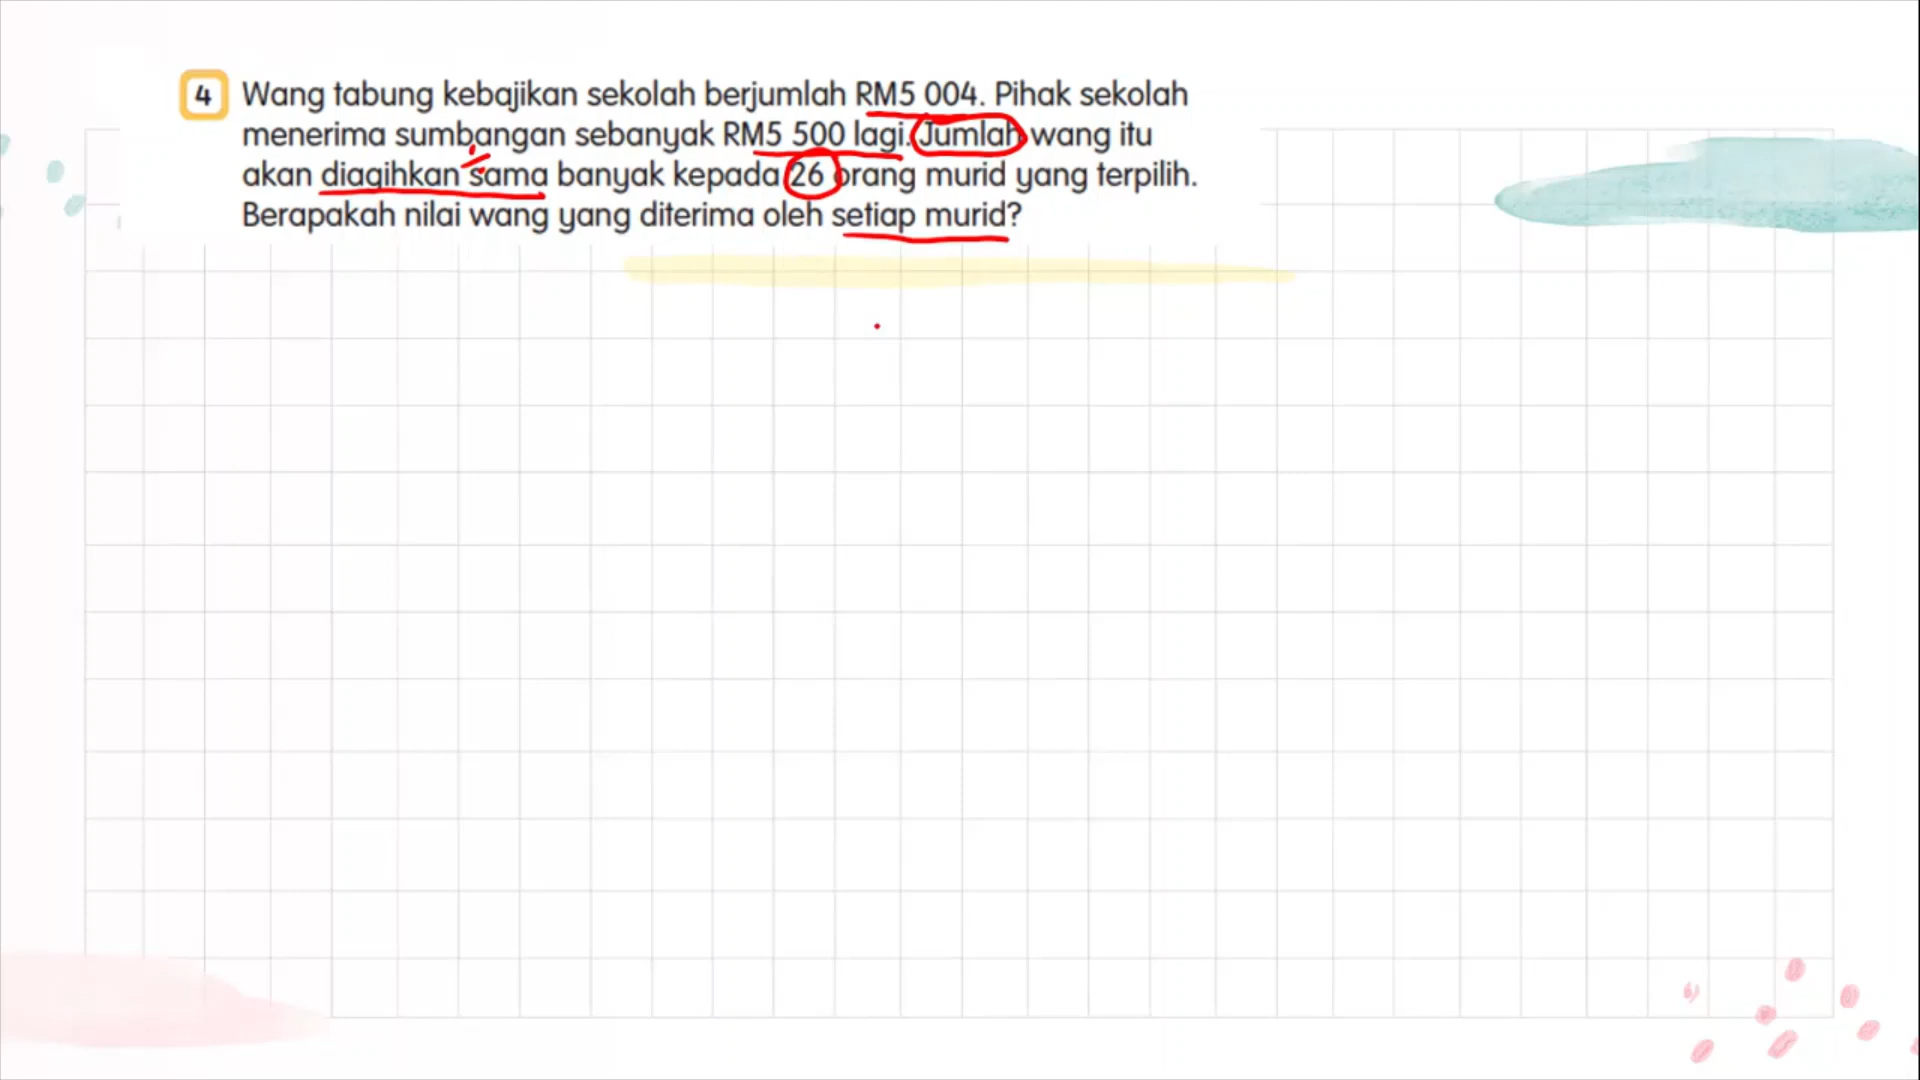 4 Wang tabung kebajikan sekolah berjumlah RM5 004. Pihak sekolah
menerima sumbangan sebanyak RM5 500 lagi. Jumlah wang itu
akan diagihkan sama banyak kepada 26 orang murid yang terpilih.
Berapakah nilai wang yang diterima oleh setiap murid?